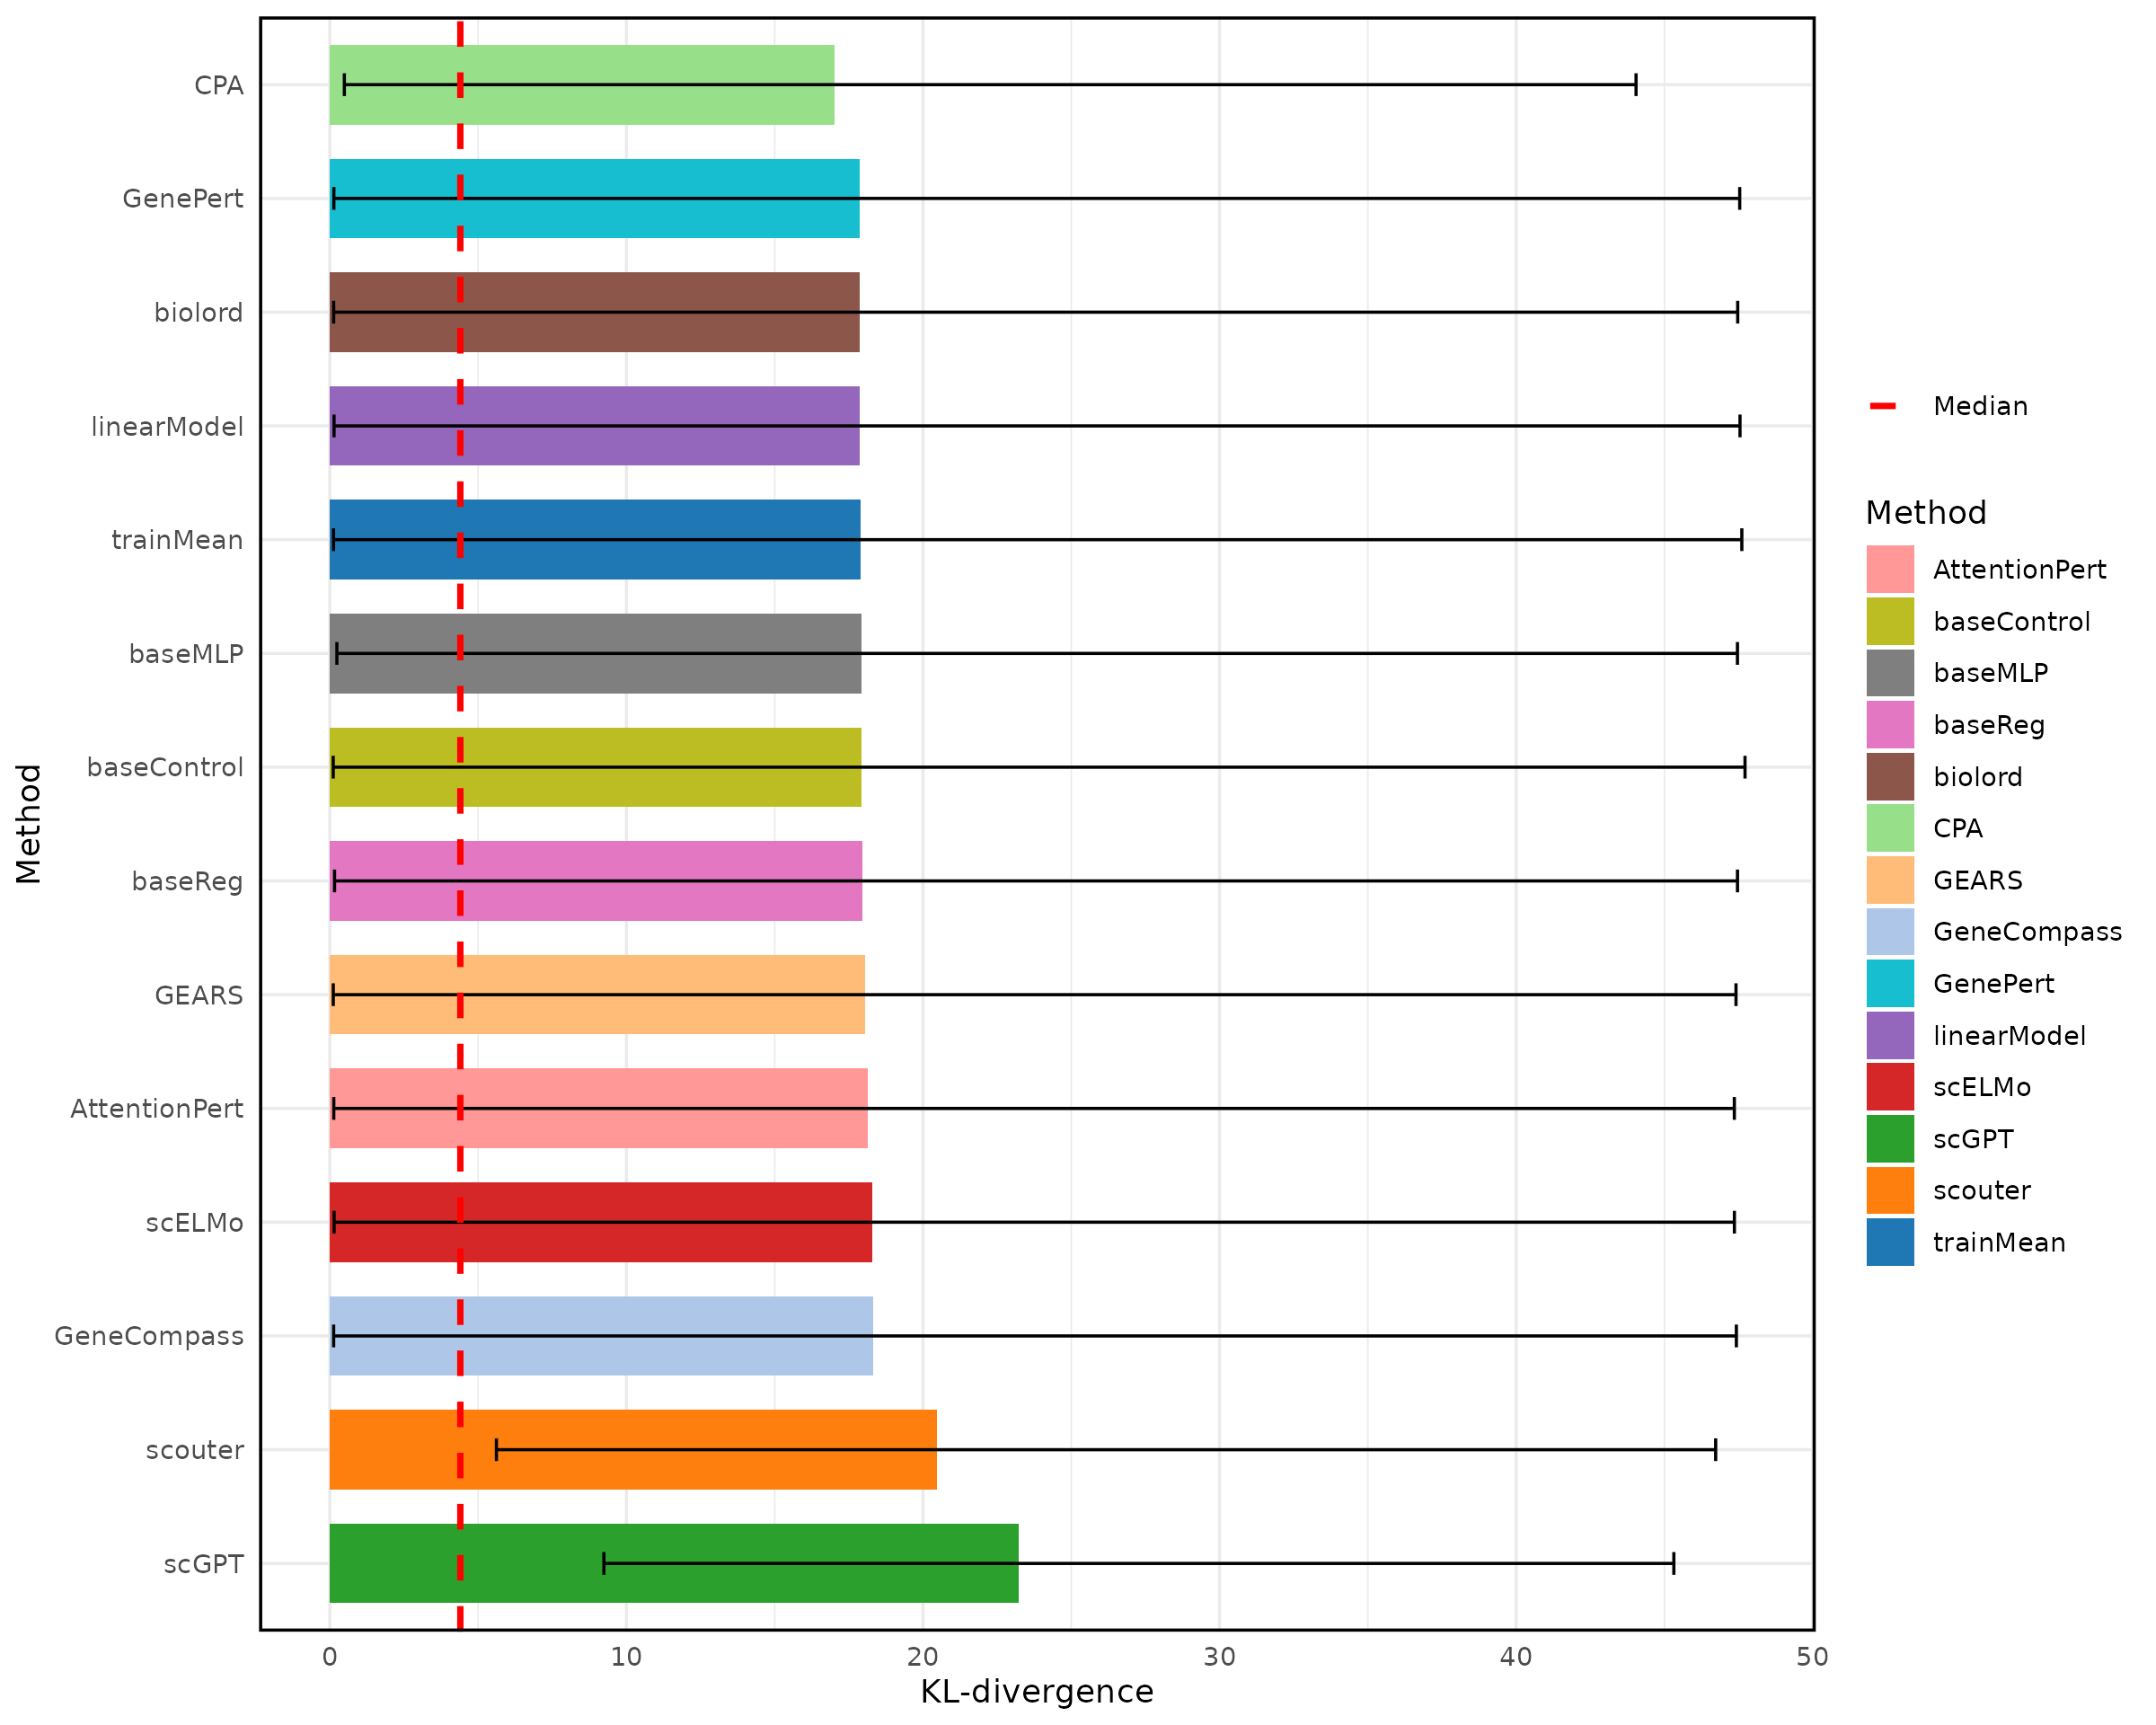 Method
CPA
GenePert
biolord
linearModel
trainMean
baseMLP
baseControl
baseReg
GEARS
AttentionPert
scELMo
GeneCompass
scouter
scGPT
0 10 20 30 40 50
KL-divergence
Median
Method
AttentionPert
baseControl
baseMLP
baseReg
biolord
CPA
GEARS
GeneCompass
GenePert
linearModel
scELMo
scGPT
scouter
trainMean